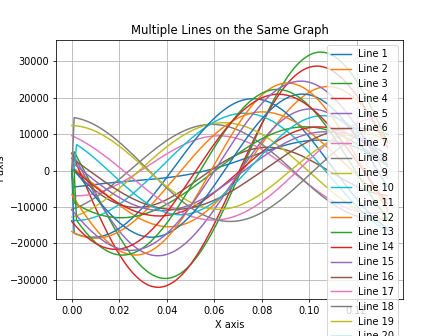 Multiple Lines on the Same Graph
30000
20000
10000
0
−10000
−20000
−30000
0.00 0.02 0.04 0.06 0.08 0.10
X axis
Line 1
Line 2
Line 3
Line 4
Line 5
Line 6
Line 7
Line 8
Line 9
Line 10
Line 11
Line 12
Line 13
Line 14
Line 15
Line 16
Line 17
Line 18
Line 19